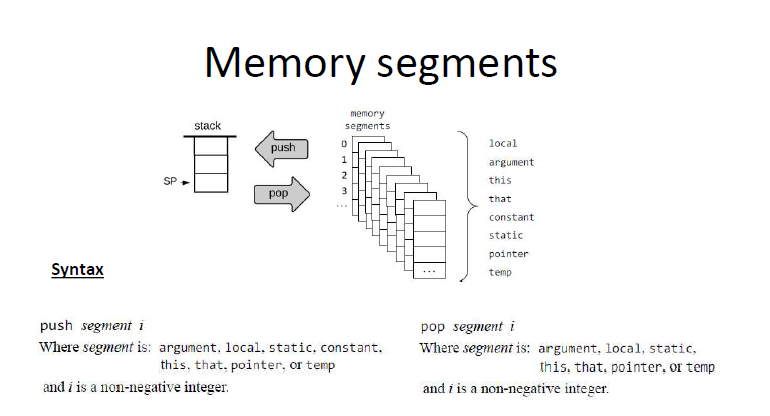 Memory segments
stack
push
pop
SP
memory
segments
0
1
2
3
...
...
local
argument
this
that
constant
static
pointer
temp
Syntax
push segment i
Where segment is: argument, local, static, constant,
this, that, pointer, or temp
and i is a non-negative integer.
pop segment i
Where segment is: argument, local, static,
this, that, pointer, or temp
and i is a non-negative integer.